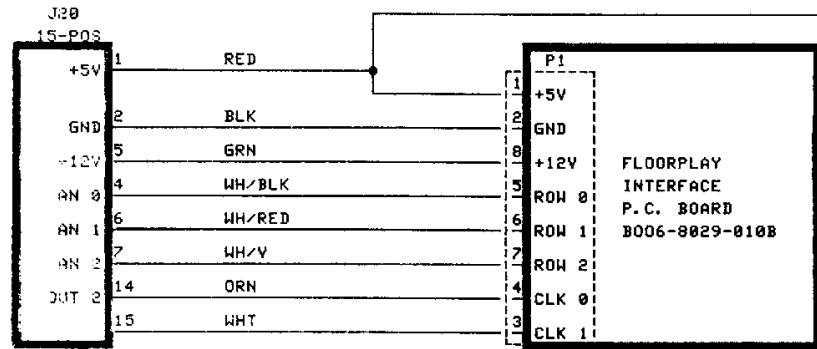 J20
15-POS
+5V 1 RED 1 +5V
P1
GND 2 BLK 2 GND
+12V 5 GRN 8 +12V
AN 0 4 WH/BLK 5 ROW 0
AN 1 6 WH/RED 6 ROW 1
AN 2 7 WH/V 7 ROW 2
OUT 2 14 ORN 4 CLK 0
15 WHT 3 CLK 1
FLOORPLAY
INTERFACE
P.C. BOARD
B006-8029-010B